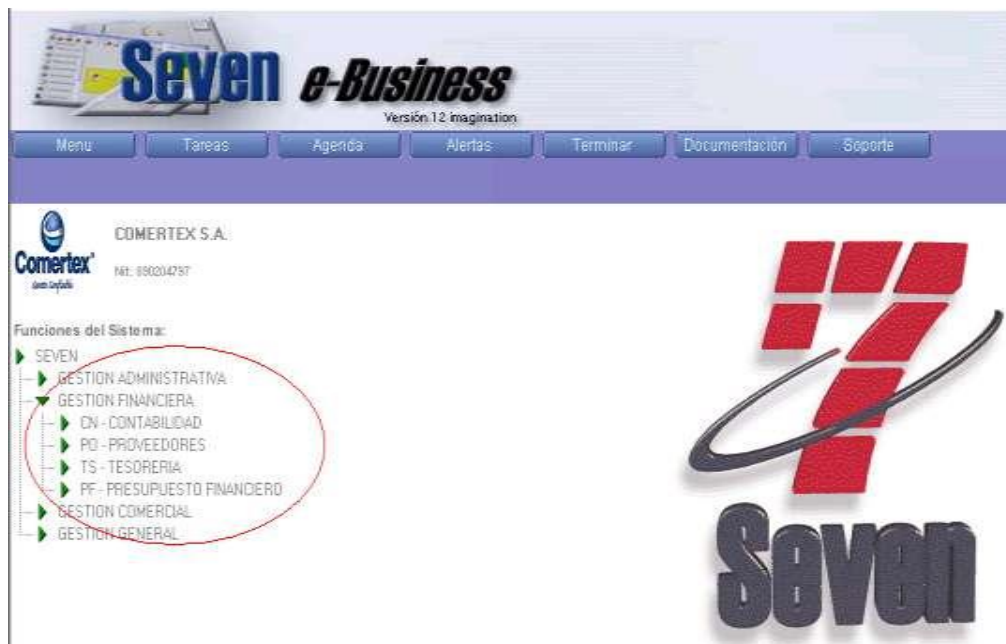 Seven e-Business
Versión 12 imagination
Menu Tareas Agenda Alertas Terminar Documentación Soporte
COMERTEX S.A.
Comertex
Nit: 890204797
Funciones del Sistema:
SEVEN
GESTION ADMINISTRATIVA
GESTION FINANCIERA
CN - CONTABILIDAD
PO - PROVEEDORES
TS - TESORERIA
PF - PRESUPUESTO FINANCIERO
GESTION COMERCIAL
GESTION GENERAL
7
Seven